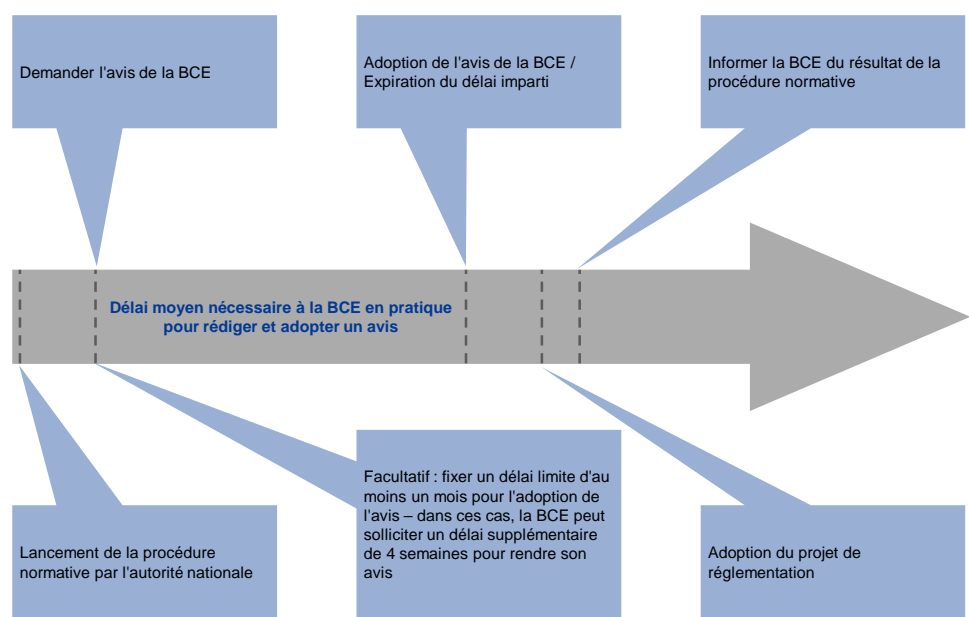 Demander l'avis de la BCE
Adoption de l'avis de la BCE /
Expiration du délai imparti
Informer la BCE du résultat de la
procédure normative
Délai moyen nécessaire à la BCE en pratique
pour rédiger et adopter un avis
Lancement de la procédure
normative par l'autorité nationale
Facultatif : fixer un délai limite d'au
moins un mois pour l'adoption de
l'avis – dans ces cas, la BCE peut
solliciter un délai supplémentaire
de 4 semaines pour rendre son
avis
Adoption du projet de
réglementation